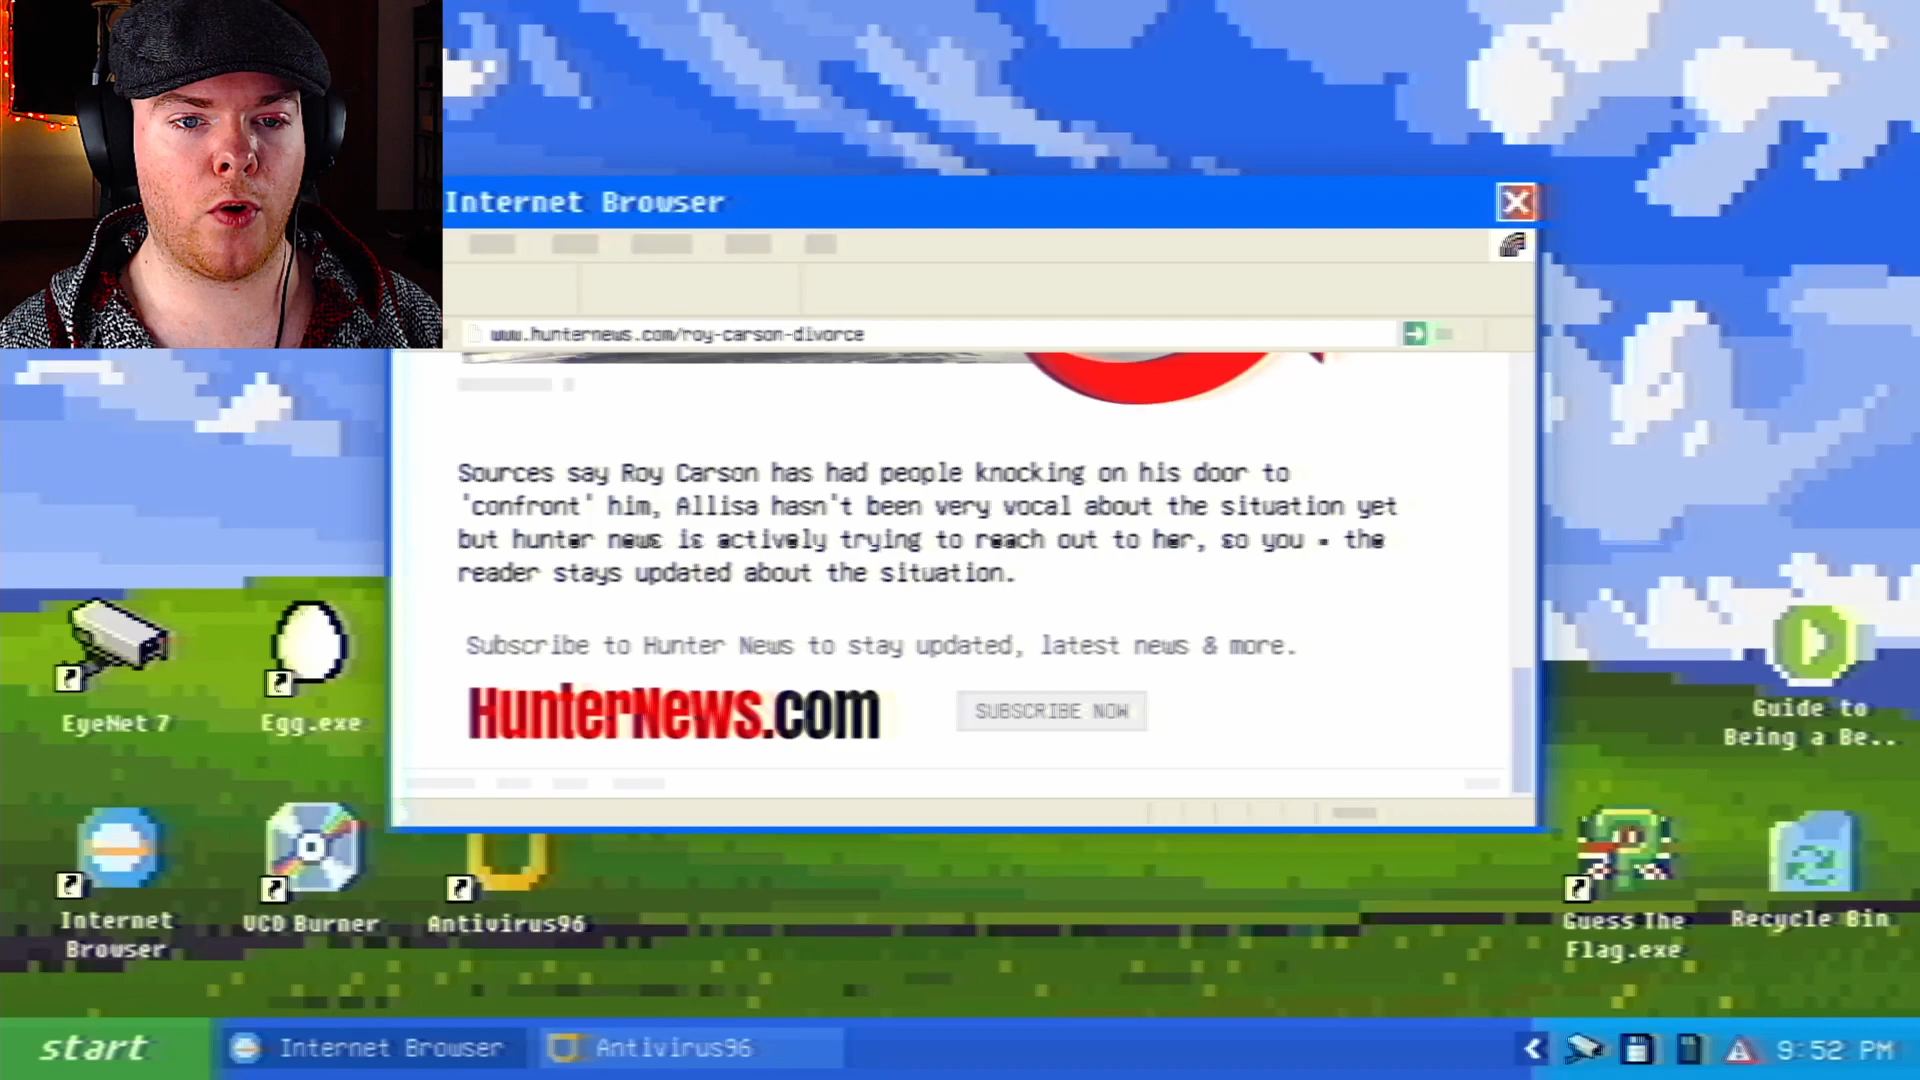 Internet Browser
www.hunternews.com/roy-carson-divorce
Sources say Roy Carson has had people knocking on his door to
'confront' him, Allisa hasn't been very vocal about the situation yet
but hunter news is actively trying to reach out to her, so you - the
reader stays updated about the situation.
Subscribe to Hunter News to stay updated, latest news & more.
HunterNews.com
SUBSCRIBE NOW
EyeNet 7
Egg.exe
Guide to
Being a Be..
Internet
Browser
VCD Burner
Antivirus96
Guess The
Flag.exe
Recycle Bin
start
Internet Browser
Antivirus96
9:52 PM